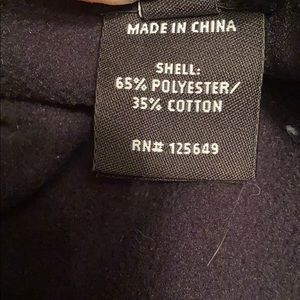 MADE IN CHINA
SHELL:
65% POLYESTER/
35% COTTON
RN# 125649